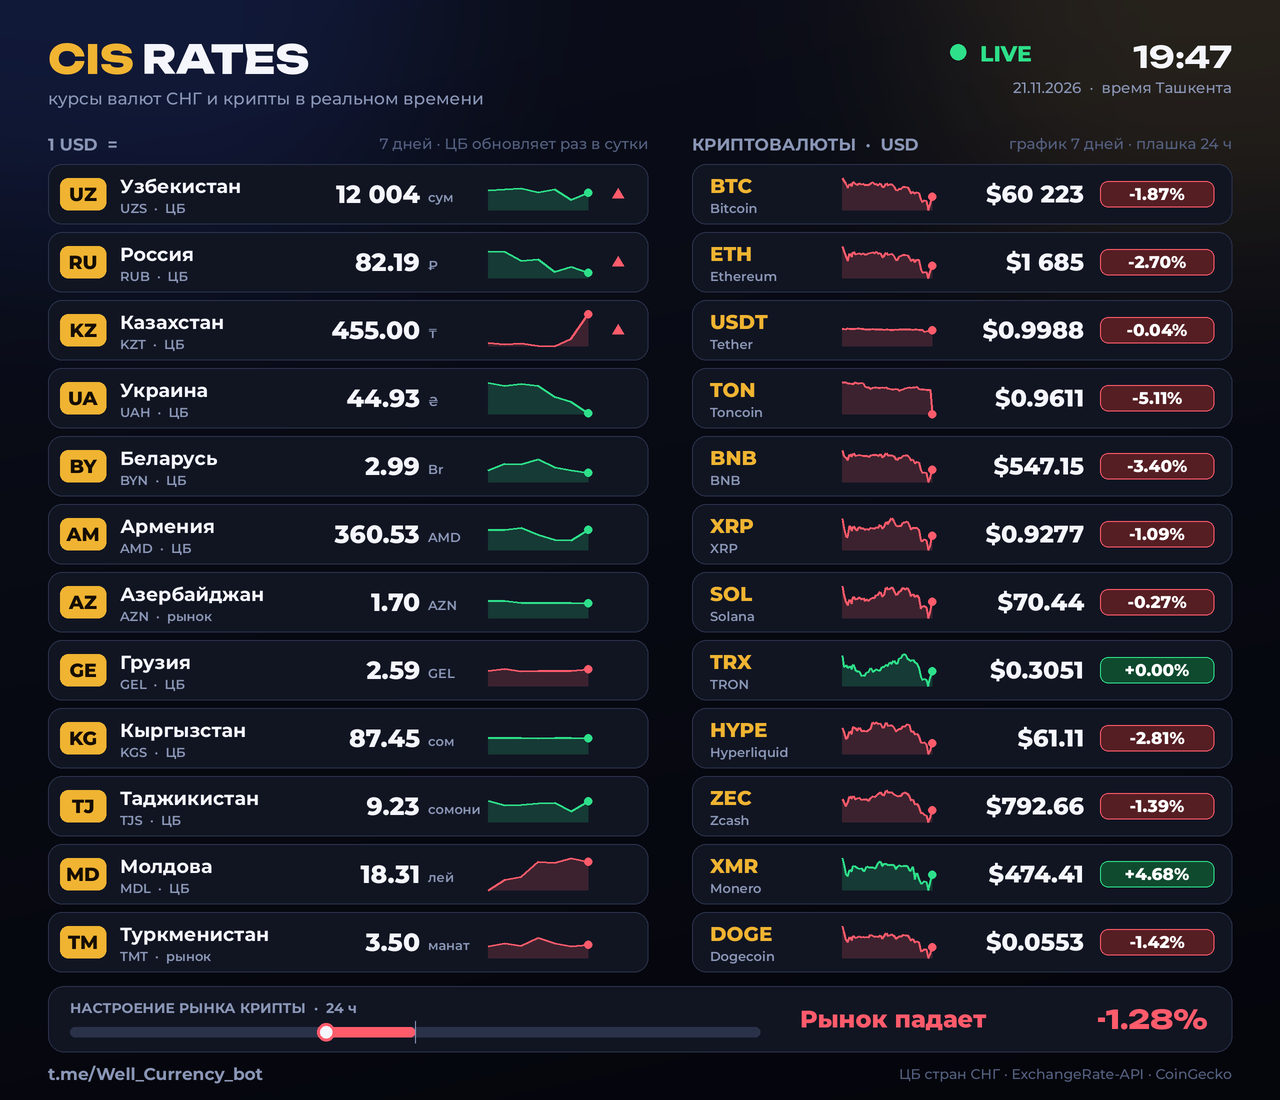 CIS RATES
курсы валют СНГ и крипты в реальном времени
LIVE 19:47
21.11.2026 · время Ташкента
1 USD = 7 дней · ЦБ обновляет раз в сутки
UZ Узбекистан 12 004 сум
UZS · ЦБ
RU Россия 82.19 ₽
RUB · ЦБ
KZ Казахстан 455.00 ₸
KZT · ЦБ
UA Украина 44.93 ₴
UAH · ЦБ
BY Беларусь 2.99 Br
BYN · ЦБ
AM Армения 360.53 AMD
AMD · ЦБ
AZ Азербайджан 1.70 AZN
AZN · рынок
GE Грузия 2.59 GEL
GEL · ЦБ
KG Кыргызстан 87.45 сом
KGS · ЦБ
TJ Таджикистан 9.23 сомони
TJS · ЦБ
MD Молдова 18.31 лей
MDL · ЦБ
TM Туркменистан 3.50 манат
TMT · рынок
КРИПТОВАЛЮТЫ · USD график 7 дней · плашка 24 ч
BTC $60 223 -1.87%
Bitcoin
ETH $1 685 -2.70%
Ethereum
USDT $0.9988 -0.04%
Tether
TON $0.9611 -5.11%
Toncoin
BNB $547.15 -3.40%
BNB
XRP $0.9277 -1.09%
XRP
SOL $70.44 -0.27%
Solana
TRX $0.3051 +0.00%
TRON
HYPE $61.11 -2.81%
Hyperliquid
ZEC $792.66 -1.39%
Zcash
XMR $474.41 +4.68%
Monero
DOGE $0.0553 -1.42%
Dogecoin
НАСТРОЕНИЕ РЫНКА КРИПТЫ · 24 ч
Рынок падает -1.28%
t.me/Well_Currency_bot
ЦБ стран СНГ · ExchangeRate-API · CoinGecko